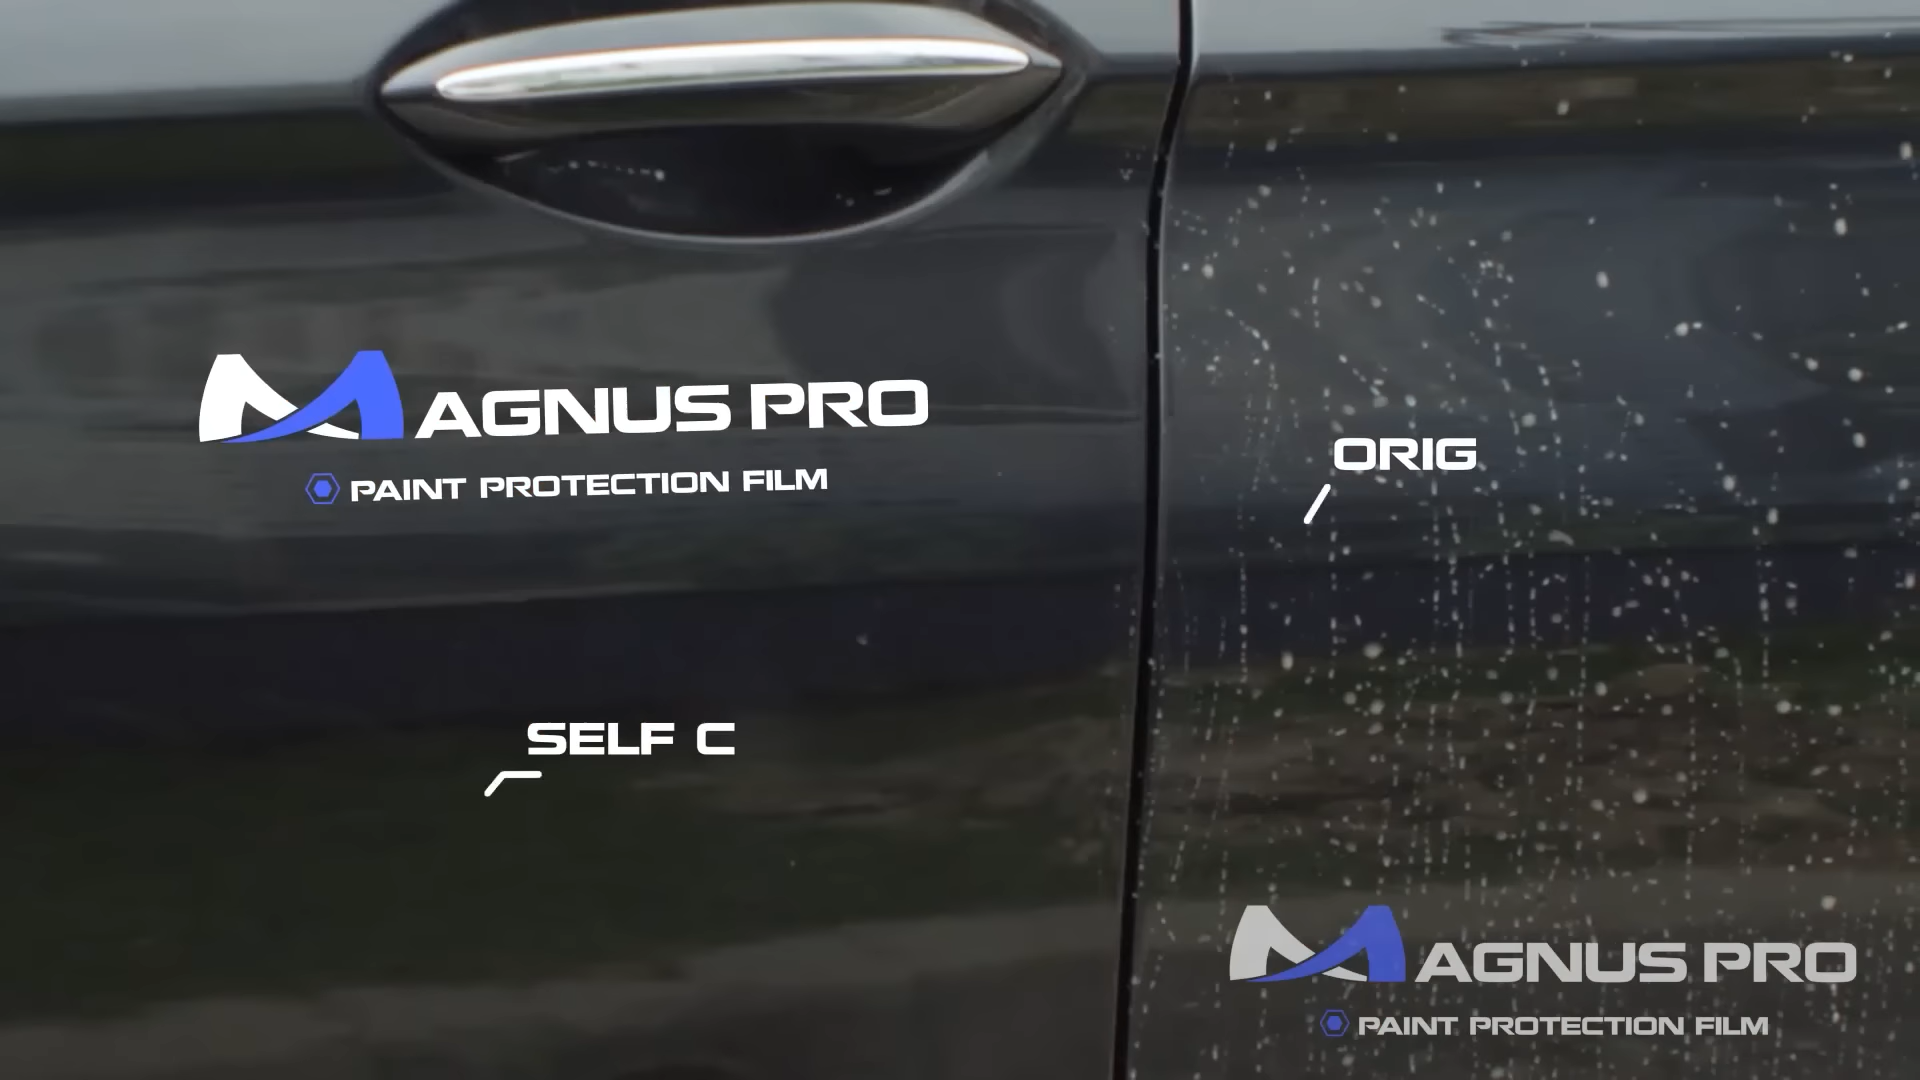 MAGNUS PRO
PAINT PROTECTION FILM
ORIG
SELF C
MAGNUS PRO
PAINT PROTECTION FILM